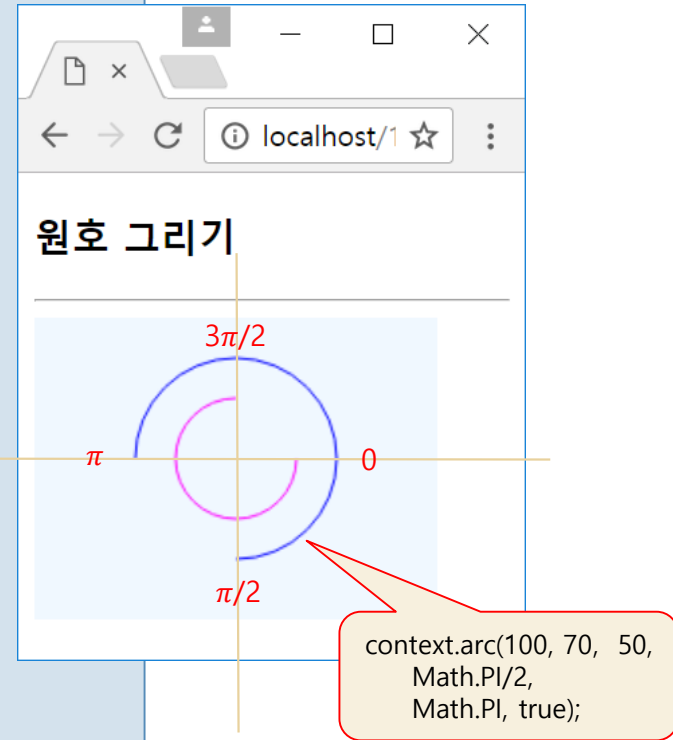 localhost/1
원호 그리기
3π/2
π
0
π/2
context.arc(100, 70, 50,
Math.PI/2,
Math.PI, true);